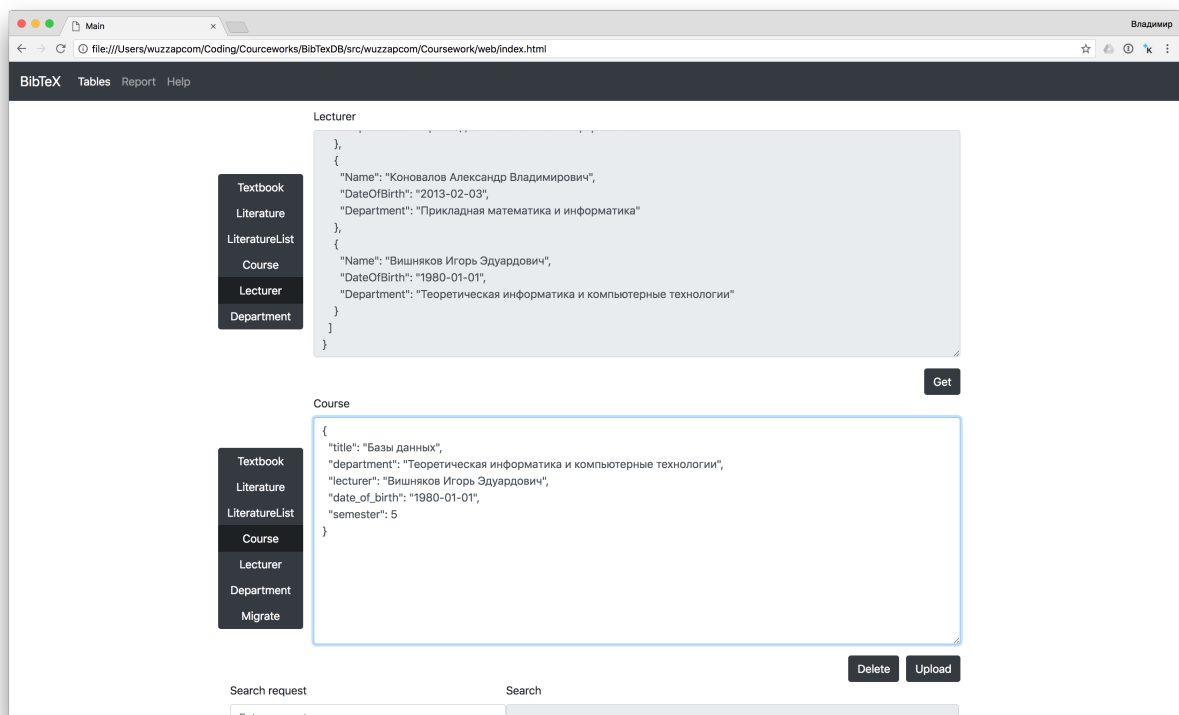 Main
Владимир
file:///Users/wuzzapcom/Coding/Courceworks/BibTexDB/src/wuzzapcom/Coursework/web/index.html
BibTeX Tables Report Help
Lecturer
},
{
"Name": "Коновалов Александр Владимирович",
"DateOfBirth": "2013-02-03",
"Department": "Прикладная математика и информатика"
},
{
"Name": "Вишняков Игорь Эдуардович",
"DateOfBirth": "1980-01-01",
"Department": "Теоретическая информатика и компьютерные технологии"
}
]
}
Textbook
Literature
LiteratureList
Course
Lecturer
Department
Get
Course
{
"title": "Базы данных",
"department": "Теоретическая информатика и компьютерные технологии",
"lecturer": "Вишняков Игорь Эдуардович",
"date_of_birth": "1980-01-01",
"semester": 5
}
Textbook
Literature
LiteratureList
Course
Lecturer
Department
Migrate
Delete Upload
Search request Search